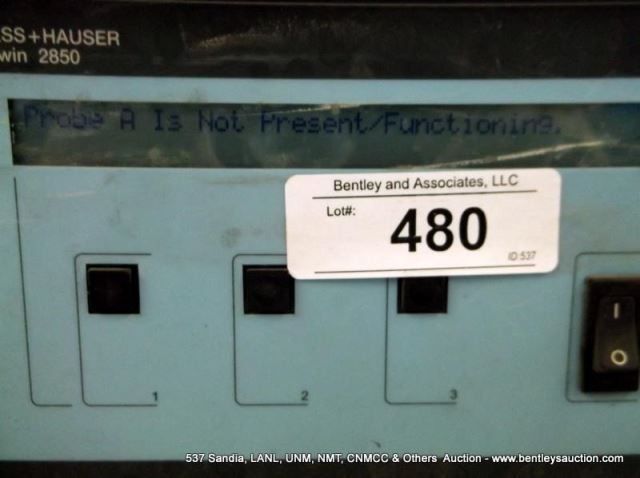 SS+HAUSER
win 2850
Probe A Is Not Present/Functioning.
Bentley and Associates, LLC
Lot#:
480
ID:537
1
2
3
I
O
537 Sandia, LANL, UNM, NMT, CNMCC & Others Auction - www.bentleysauction.com